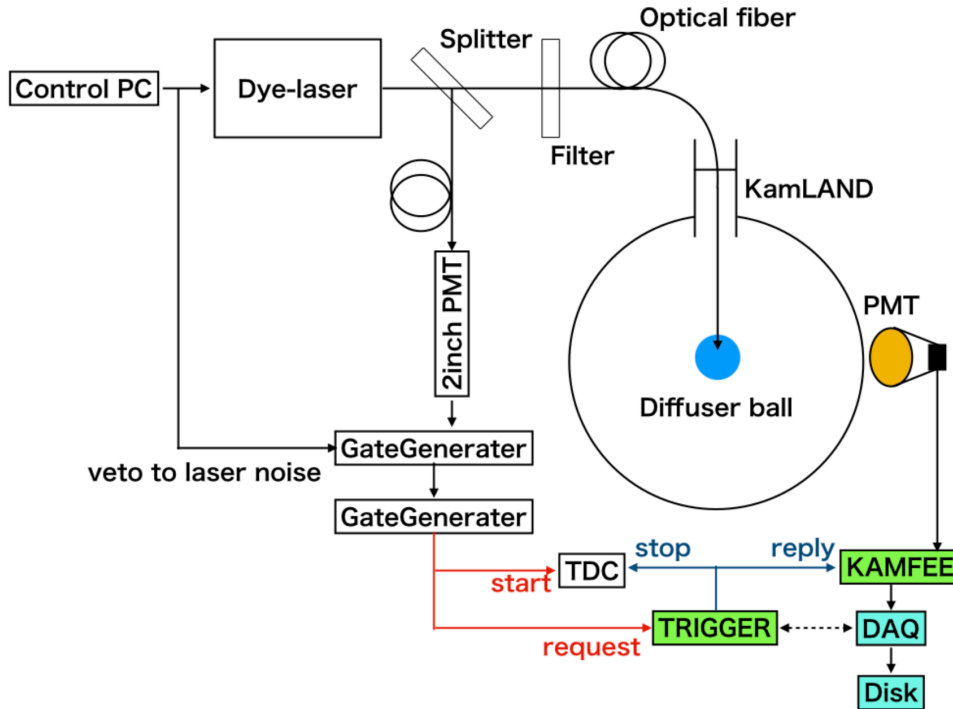 Optical fiber
Splitter
Control PC
Dye-laser
Filter
KamLAND
2inch PMT
PMT
Diffuser ball
GateGenerater
veto to laser noise
GateGenerater
stop
reply
start
TDC
KAMFEE
request
TRIGGER
DAQ
Disk